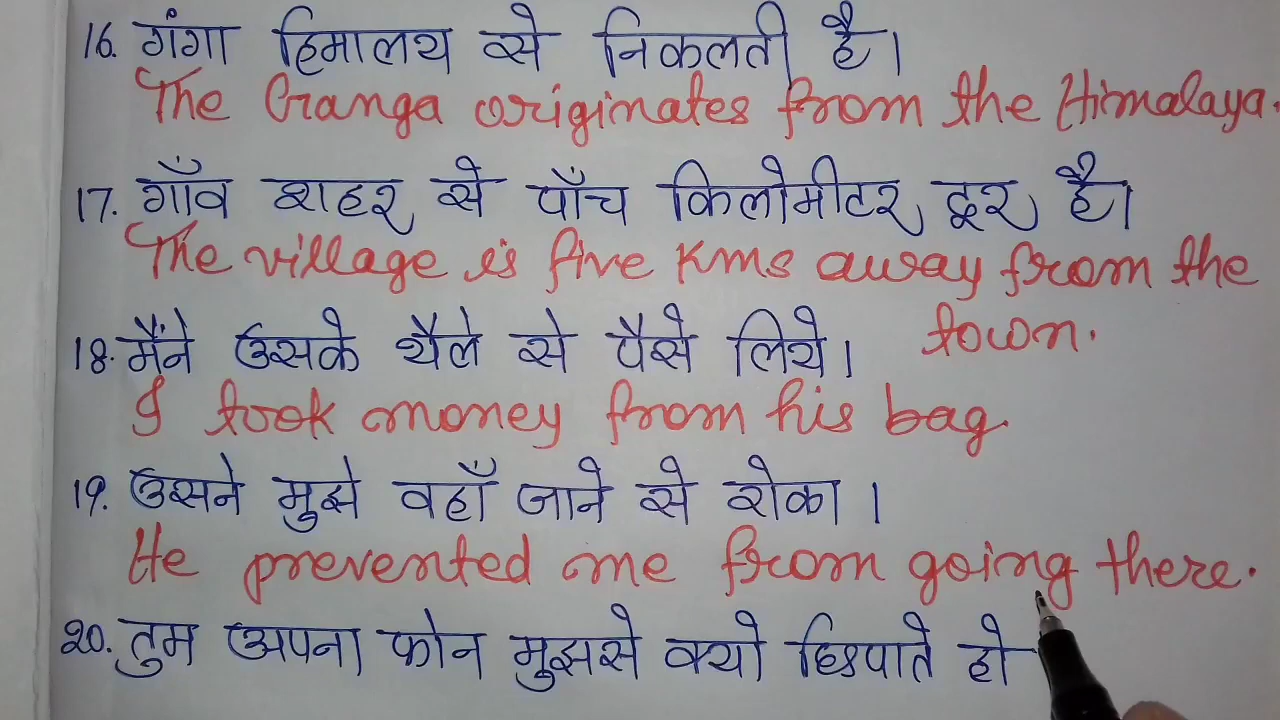 16. गंगा हिमालय से निकलती है।
The Ganga originates from the Himalaya.
17. गाँव शहर से पाँच किलोमीटर दूर है।
The village is five Kms away from the
town.
18. मैंने उसके थैले से पैसे लिये।
I took money from his bag.
19. उसने मुझे वहाँ जाने से रोका।
He prevented me from going there.
20. तुम अपना फोन मुझसे क्यो छिपाते हो